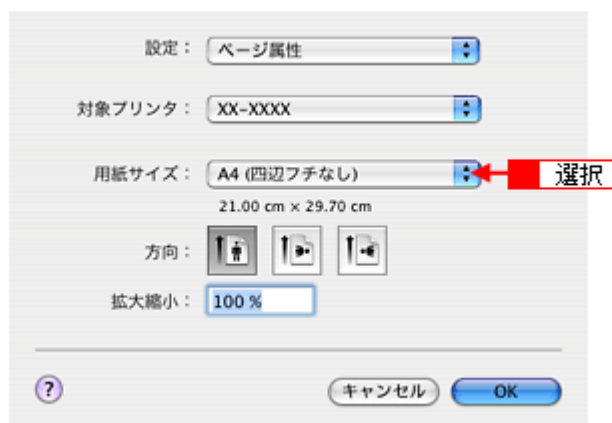 設定： ページ属性
対象プリンタ： XX-XXXX
用紙サイズ： A4 (四辺フチなし) 選択
21.00 cm × 29.70 cm
方向：
拡大縮小： 100 %
? キャンセル OK